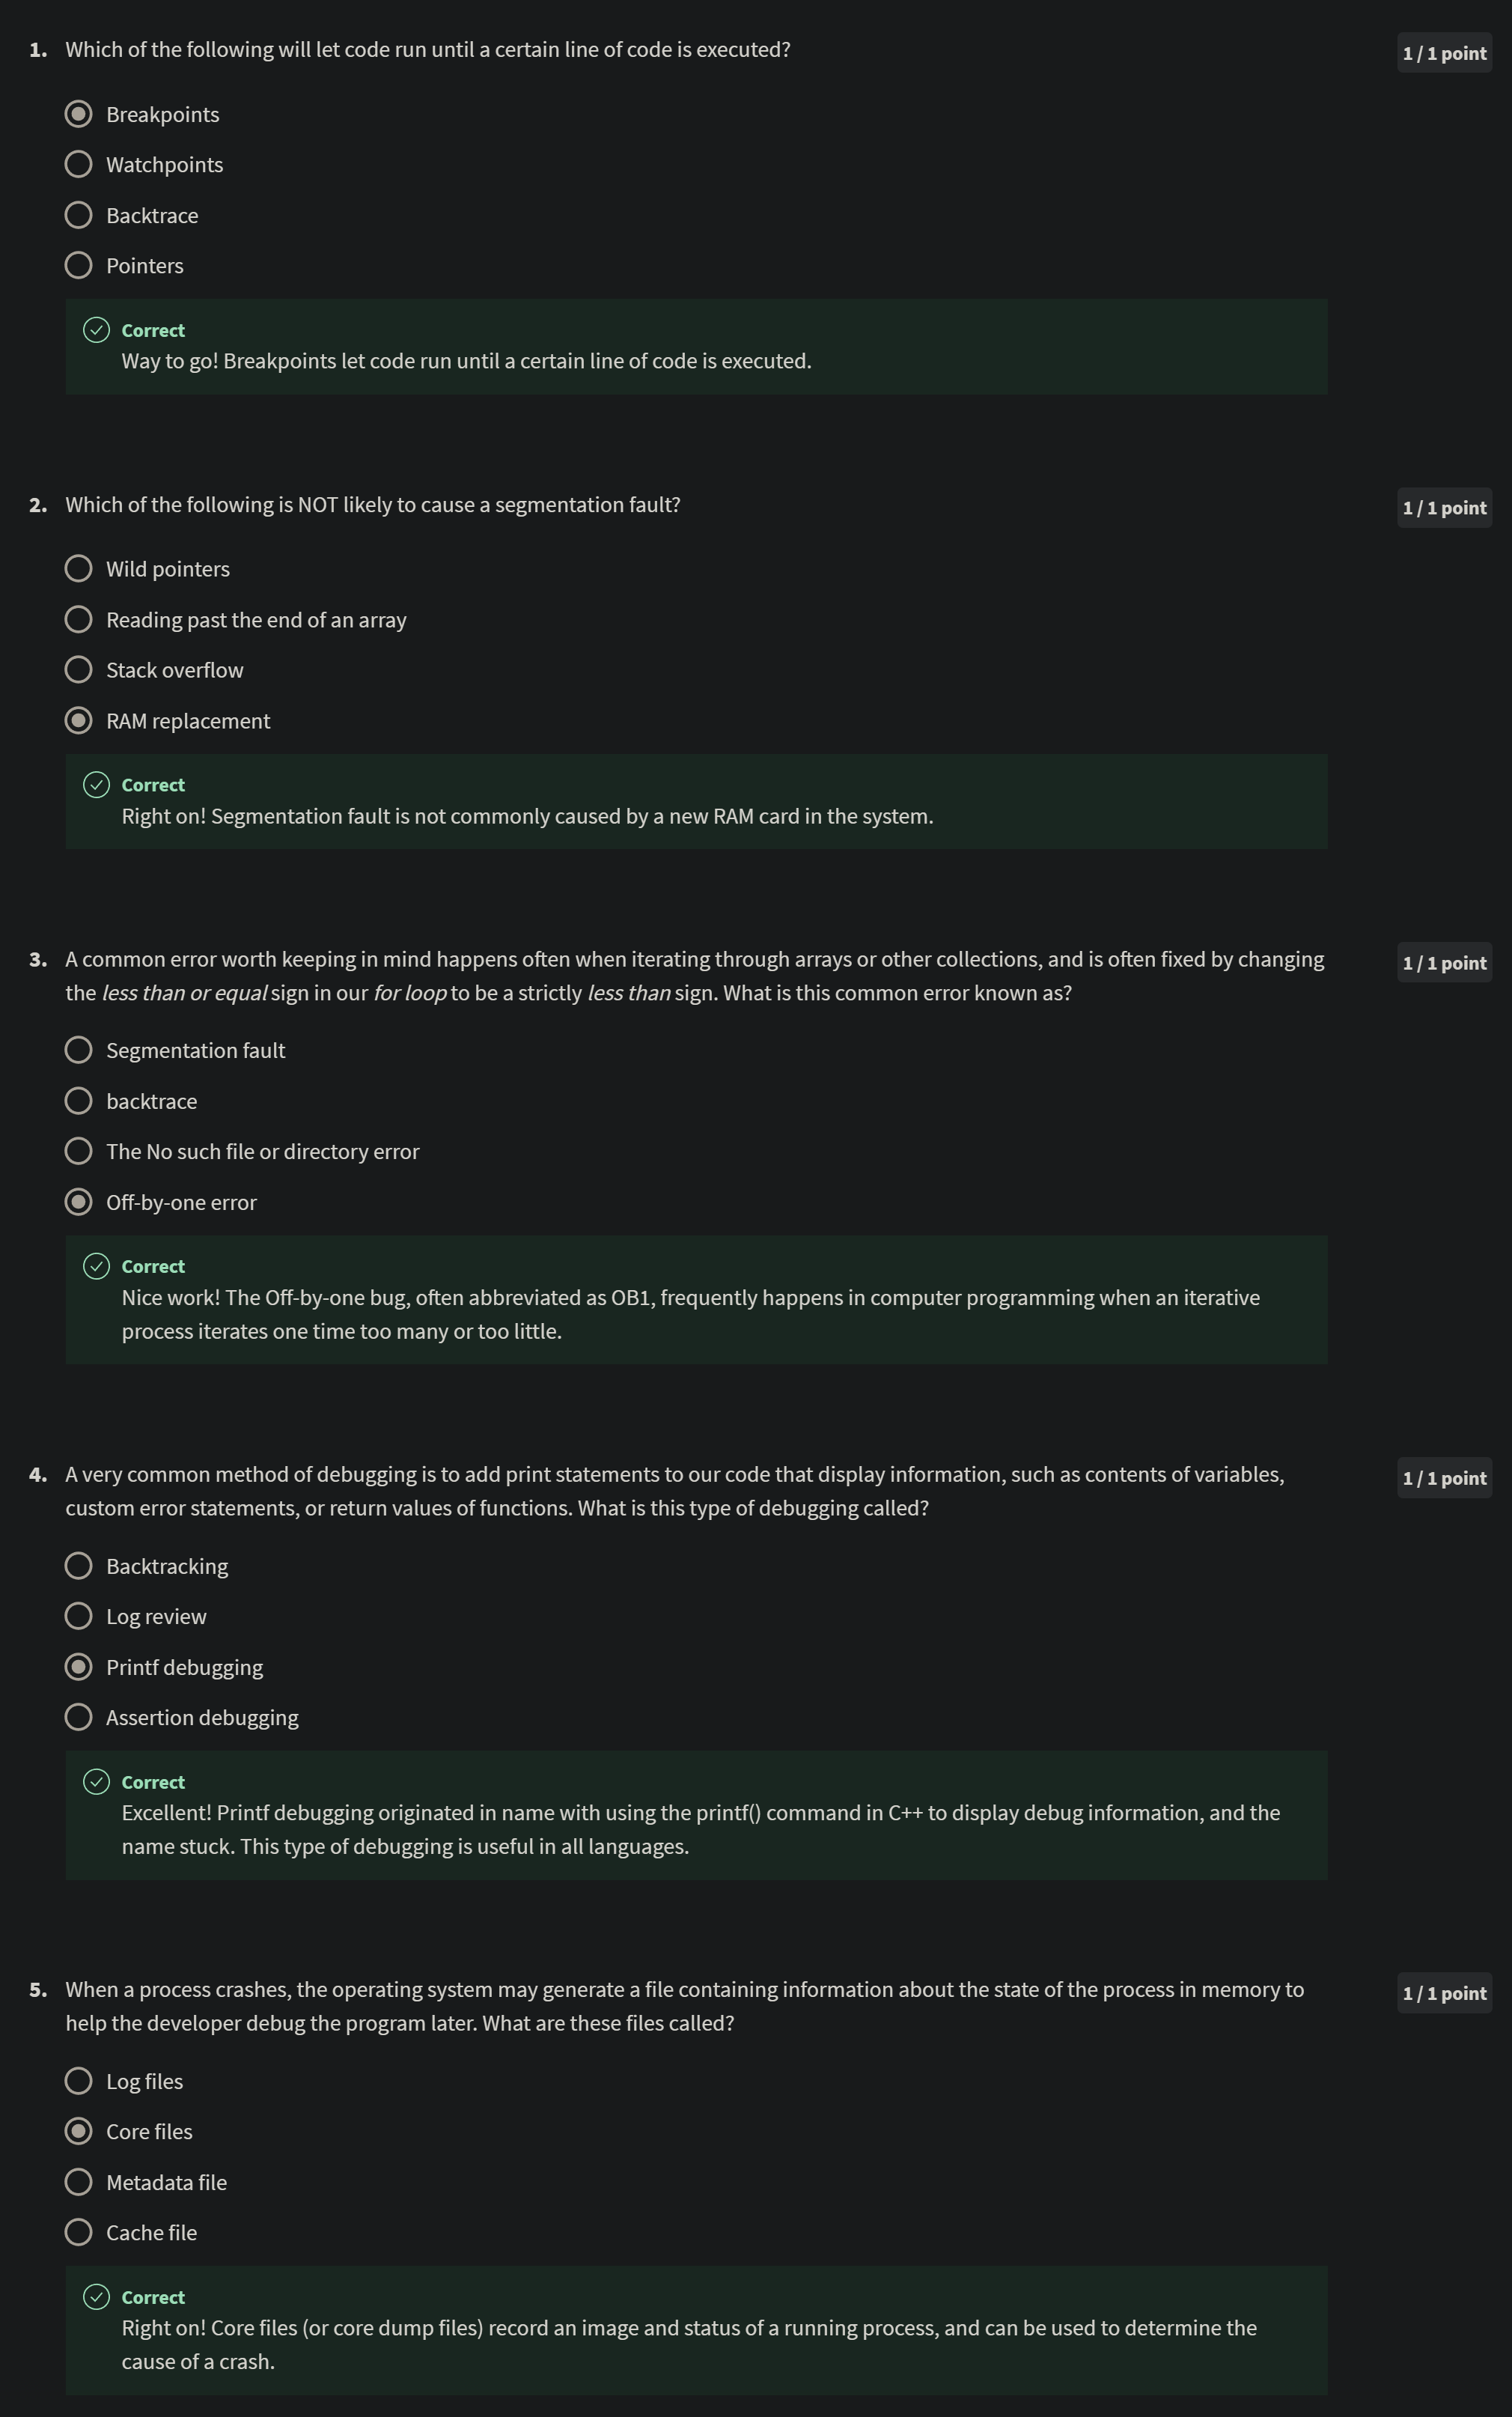 1. Which of the following will let code run until a certain line of code is executed?
1 / 1 point
Breakpoints
Watchpoints
Backtrace
Pointers
Correct
Way to go! Breakpoints let code run until a certain line of code is executed.
2. Which of the following is NOT likely to cause a segmentation fault?
1 / 1 point
Wild pointers
Reading past the end of an array
Stack overflow
RAM replacement
Correct
Right on! Segmentation fault is not commonly caused by a new RAM card in the system.
3. A common error worth keeping in mind happens often when iterating through arrays or other collections, and is often fixed by changing
the less than or equal sign in our for loop to be a strictly less than sign. What is this common error known as?
1 / 1 point
Segmentation fault
backtrace
The No such file or directory error
Off-by-one error
Correct
Nice work! The Off-by-one bug, often abbreviated as OB1, frequently happens in computer programming when an iterative
process iterates one time too many or too little.
4. A very common method of debugging is to add print statements to our code that display information, such as contents of variables,
custom error statements, or return values of functions. What is this type of debugging called?
1 / 1 point
Backtracking
Log review
Printf debugging
Assertion debugging
Correct
Excellent! Printf debugging originated in name with using the printf() command in C++ to display debug information, and the
name stuck. This type of debugging is useful in all languages.
5. When a process crashes, the operating system may generate a file containing information about the state of the process in memory to
help the developer debug the program later. What are these files called?
1 / 1 point
Log files
Core files
Metadata file
Cache file
Correct
Right on! Core files (or core dump files) record an image and status of a running process, and can be used to determine the
cause of a crash.